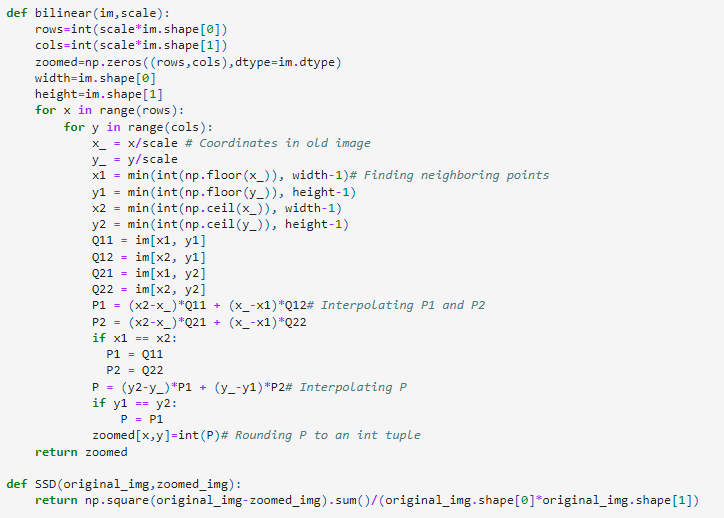 def bilinear(im,scale):
    rows=int(scale*im.shape[0])
    cols=int(scale*im.shape[1])
    zoomed=np.zeros((rows,cols),dtype=im.dtype)
    width=im.shape[0]
    height=im.shape[1]
    for x in range(rows):
        for y in range(cols):
            x_ = x/scale # Coordinates in old image
            y_ = y/scale
            x1 = min(int(np.floor(x_)), width-1)# Finding neighboring points
            y1 = min(int(np.floor(y_)), height-1)
            x2 = min(int(np.ceil(x_)), width-1)
            y2 = min(int(np.ceil(y_)), height-1)
            Q11 = im[x1, y1]
            Q12 = im[x2, y1]
            Q21 = im[x1, y2]
            Q22 = im[x2, y2]
            P1 = (x2-x_)*Q11 + (x_-x1)*Q12# Interpolating P1 and P2
            P2 = (x2-x_)*Q21 + (x_-x1)*Q22
            if x1 == x2:
              P1 = Q11
              P2 = Q22
            P = (y2-y_)*P1 + (y_-y1)*P2# Interpolating P
            if y1 == y2:
                P = P1
            zoomed[x,y]=int(P)# Rounding P to an int tuple
    return zoomed

def SSD(original_img,zoomed_img):
    return np.square(original_img-zoomed_img).sum()/(original_img.shape[0]*original_img.shape[1])